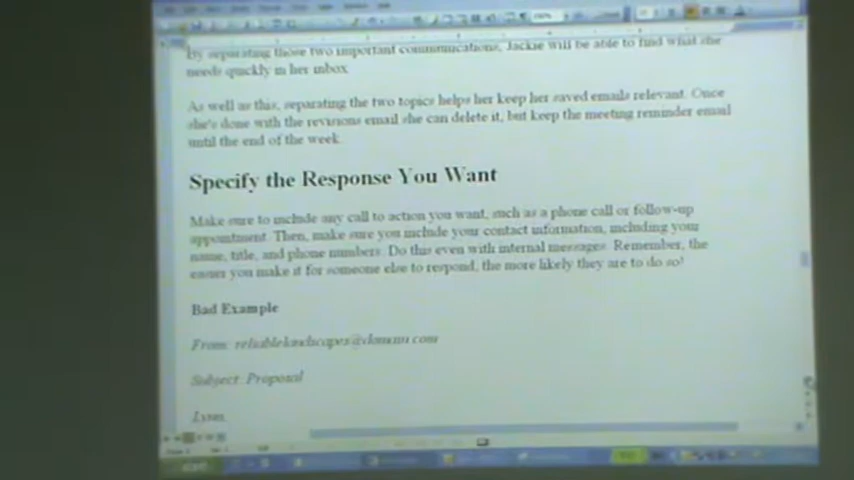 By separating those two important communications, Jackie will be able to find what she
needs quickly in her inbox
As well as this, separating the two topics helps her keep her saved emails relevant. Once
she's done with the revisions email she can delete it, but keep the meeting reminder email
until the end of the week.
Specify the Response You Want
Make sure to include any call to action you want, such as a phone call or follow-up
appointment. Then, make sure you include your contact information, including your
name, title, and phone numbers. Do this even with internal messages. Remember, the
easier you make it for someone else to respond, the more likely they are to do so!
Bad Example
From: reliablelandscapes@domain.com
Subject: Proposal
Lynn,